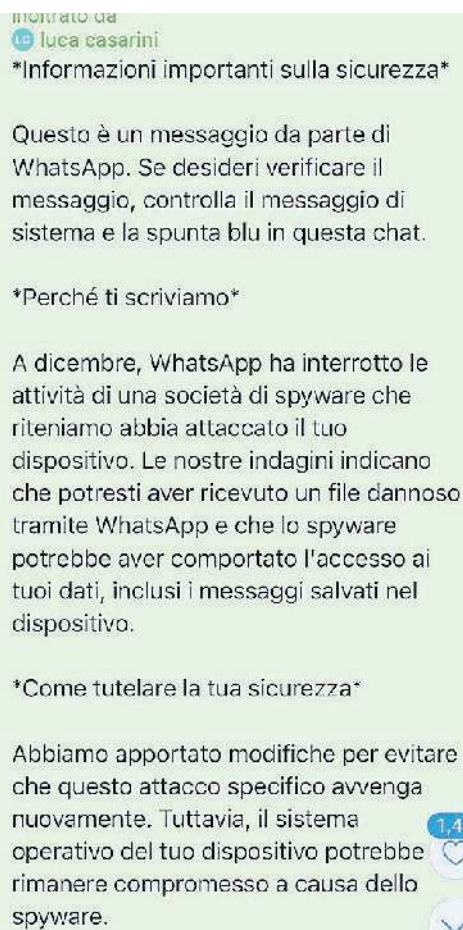 inoltrato da
LC luca casarini
*Informazioni importanti sulla sicurezza*
Questo è un messaggio da parte di
WhatsApp. Se desideri verificare il
messaggio, controlla il messaggio di
sistema e la spunta blu in questa chat.
*Perché ti scriviamo*
A dicembre, WhatsApp ha interrotto le
attività di una società di spyware che
riteniamo abbia attaccato il tuo
dispositivo. Le nostre indagini indicano
che potresti aver ricevuto un file dannoso
tramite WhatsApp e che lo spyware
potrebbe aver comportato l'accesso ai
tuoi dati, inclusi i messaggi salvati nel
dispositivo.
*Come tutelare la tua sicurezza*
Abbiamo apportato modifiche per evitare
che questo attacco specifico avvenga
nuovamente. Tuttavia, il sistema
operativo del tuo dispositivo potrebbe
rimanere compromesso a causa dello
spyware.